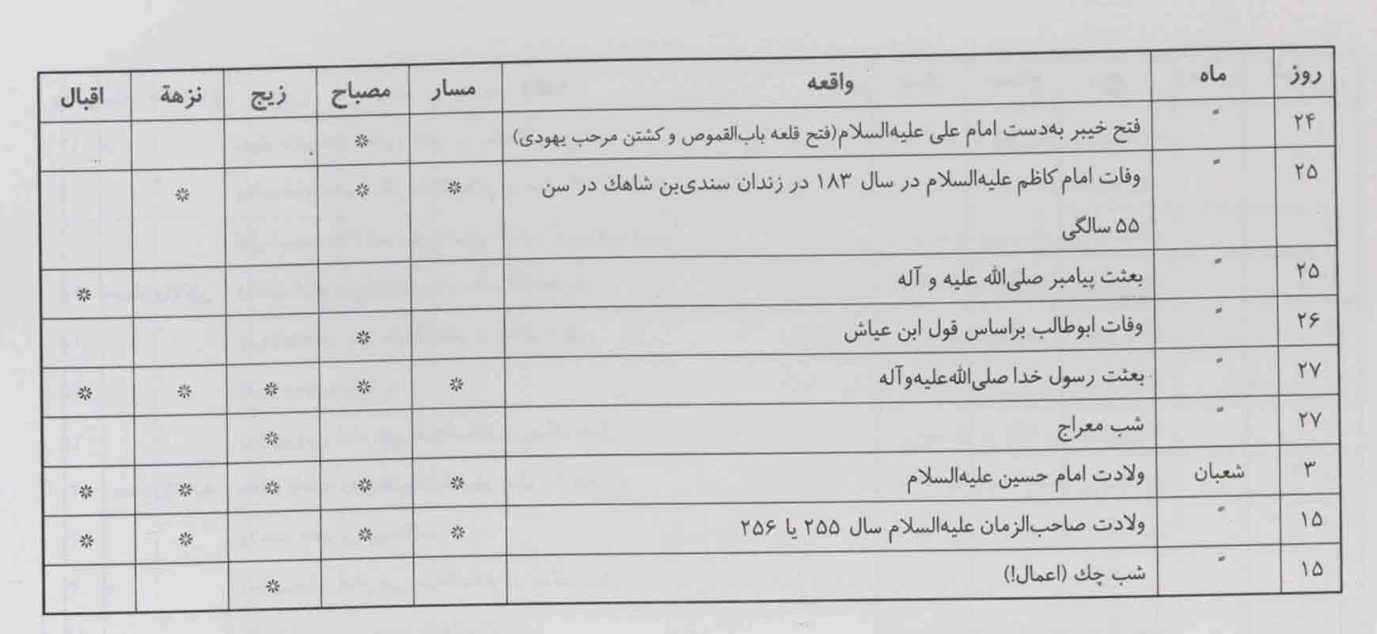 روز ماه واقعه مسار مصباح زیج نزهة اقبال
۲۴ " فتح خیبر به‌دست امام علی علیه‌السلام(فتح قلعه باب‌القموص و کشتن مرحب یهودی) *
۲۵ " وفات امام کاظم علیه‌السلام در سال ۱۸۳ در زندان سندی‌بن شاهك در سن * * *
۵۵ سالگی
۲۵ " بعثت پیامبر صلی‌الله علیه و آله *
۲۶ " وفات ابوطالب براساس قول ابن عیاش *
۲۷ " بعثت رسول خدا صلی‌الله‌علیه‌وآله * * * * *
۲۷ " شب معراج *
۳ شعبان ولادت امام حسین علیه‌السلام * * * * *
۱۵ " ولادت صاحب‌الزمان علیه‌السلام سال ۲۵۵ یا ۲۵۶ * * * *
۱۵ " شب چك (اعمال!) *